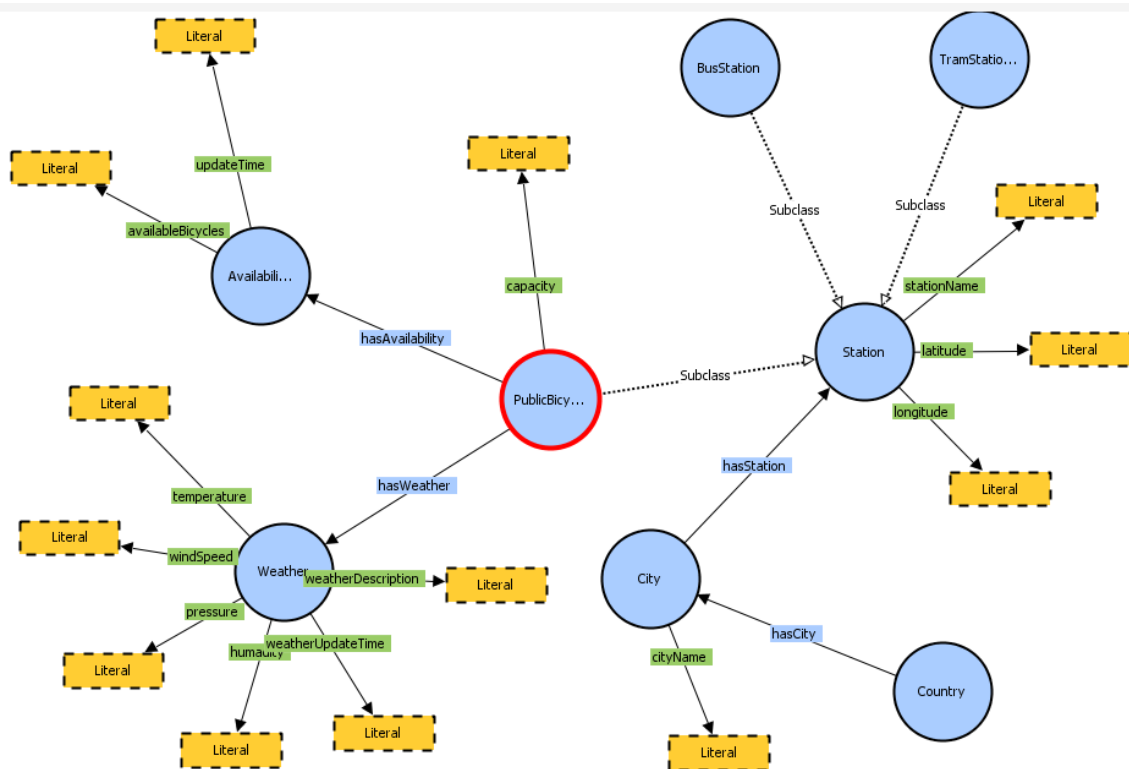 Literal
BusStation
TramStatio...
Literal
updateTime
Literal
Literal
availableBicycles
Subclass
Subclass
Literal
Availabili...
capacity
stationName
hasAvailability
Station
latitude
Literal
Subclass
PublicBicy...
Literal
longitude
hasStation
hasWeather
temperature
Literal
Literal
windSpeed
Weather
weatherDescription
Literal
City
pressure
hasCity
weatherUpdateTime
humadity
cityName
Literal
Country
Literal
Literal
Literal